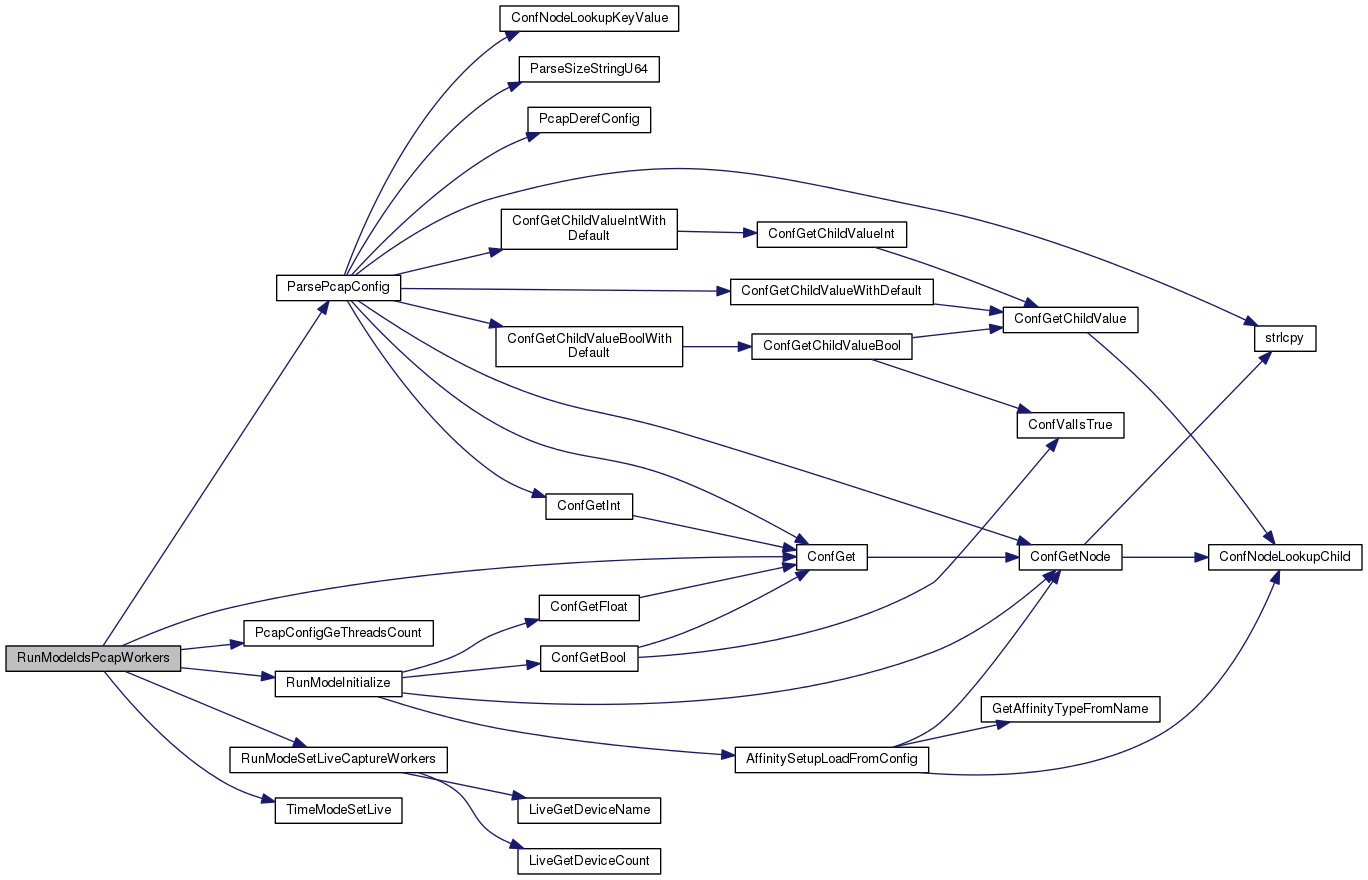 ConfNodeLookupKeyValue
ParseSizeStringU64
PcapDerefConfig
ConfGetChildValueIntWith
Default
ConfGetChildValueInt
ParsePcapConfig
ConfGetChildValueWithDefault
ConfGetChildValue
ConfGetChildValueBoolWith
Default
ConfGetChildValueBool
strlcpy
ConfValIsTrue
ConfGetInt
ConfGet
ConfGetNode
ConfNodeLookupChild
ConfGetFloat
PcapConfigGeThreadsCount
RunModeIdsPcapWorkers
ConfGetBool
RunModeInitialize
GetAffinityTypeFromName
RunModeSetLiveCaptureWorkers
AffinitySetupLoadFromConfig
TimeModeSetLive
LiveGetDeviceName
LiveGetDeviceCount